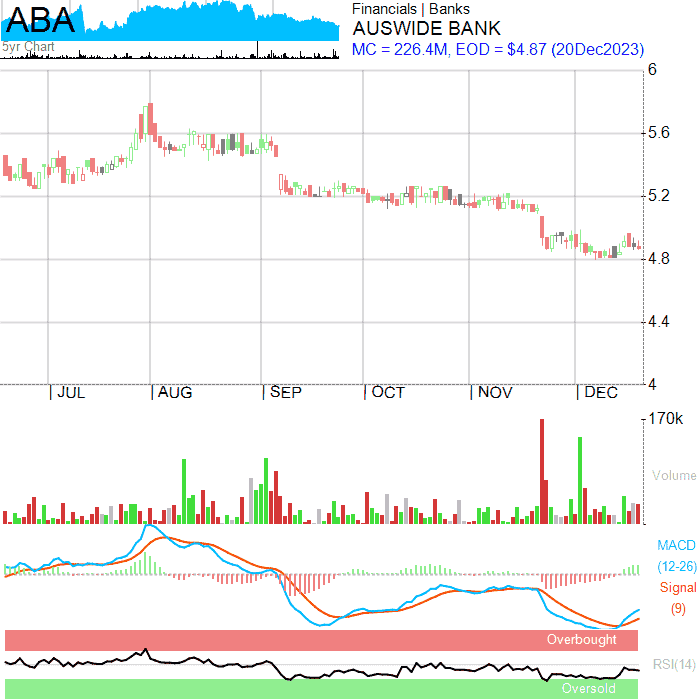 ABA
5yr Chart
Financials | Banks
AUSWIDE BANK
MC = 226.4M, EOD = $4.87 (20Dec2023)
6
5.6
5.2
4.8
4.4
4
JUL AUG SEP OCT NOV DEC
170k
Volume
MACD
(12-26)
Signal
(9)
Overbought
RSI(14)
Oversold